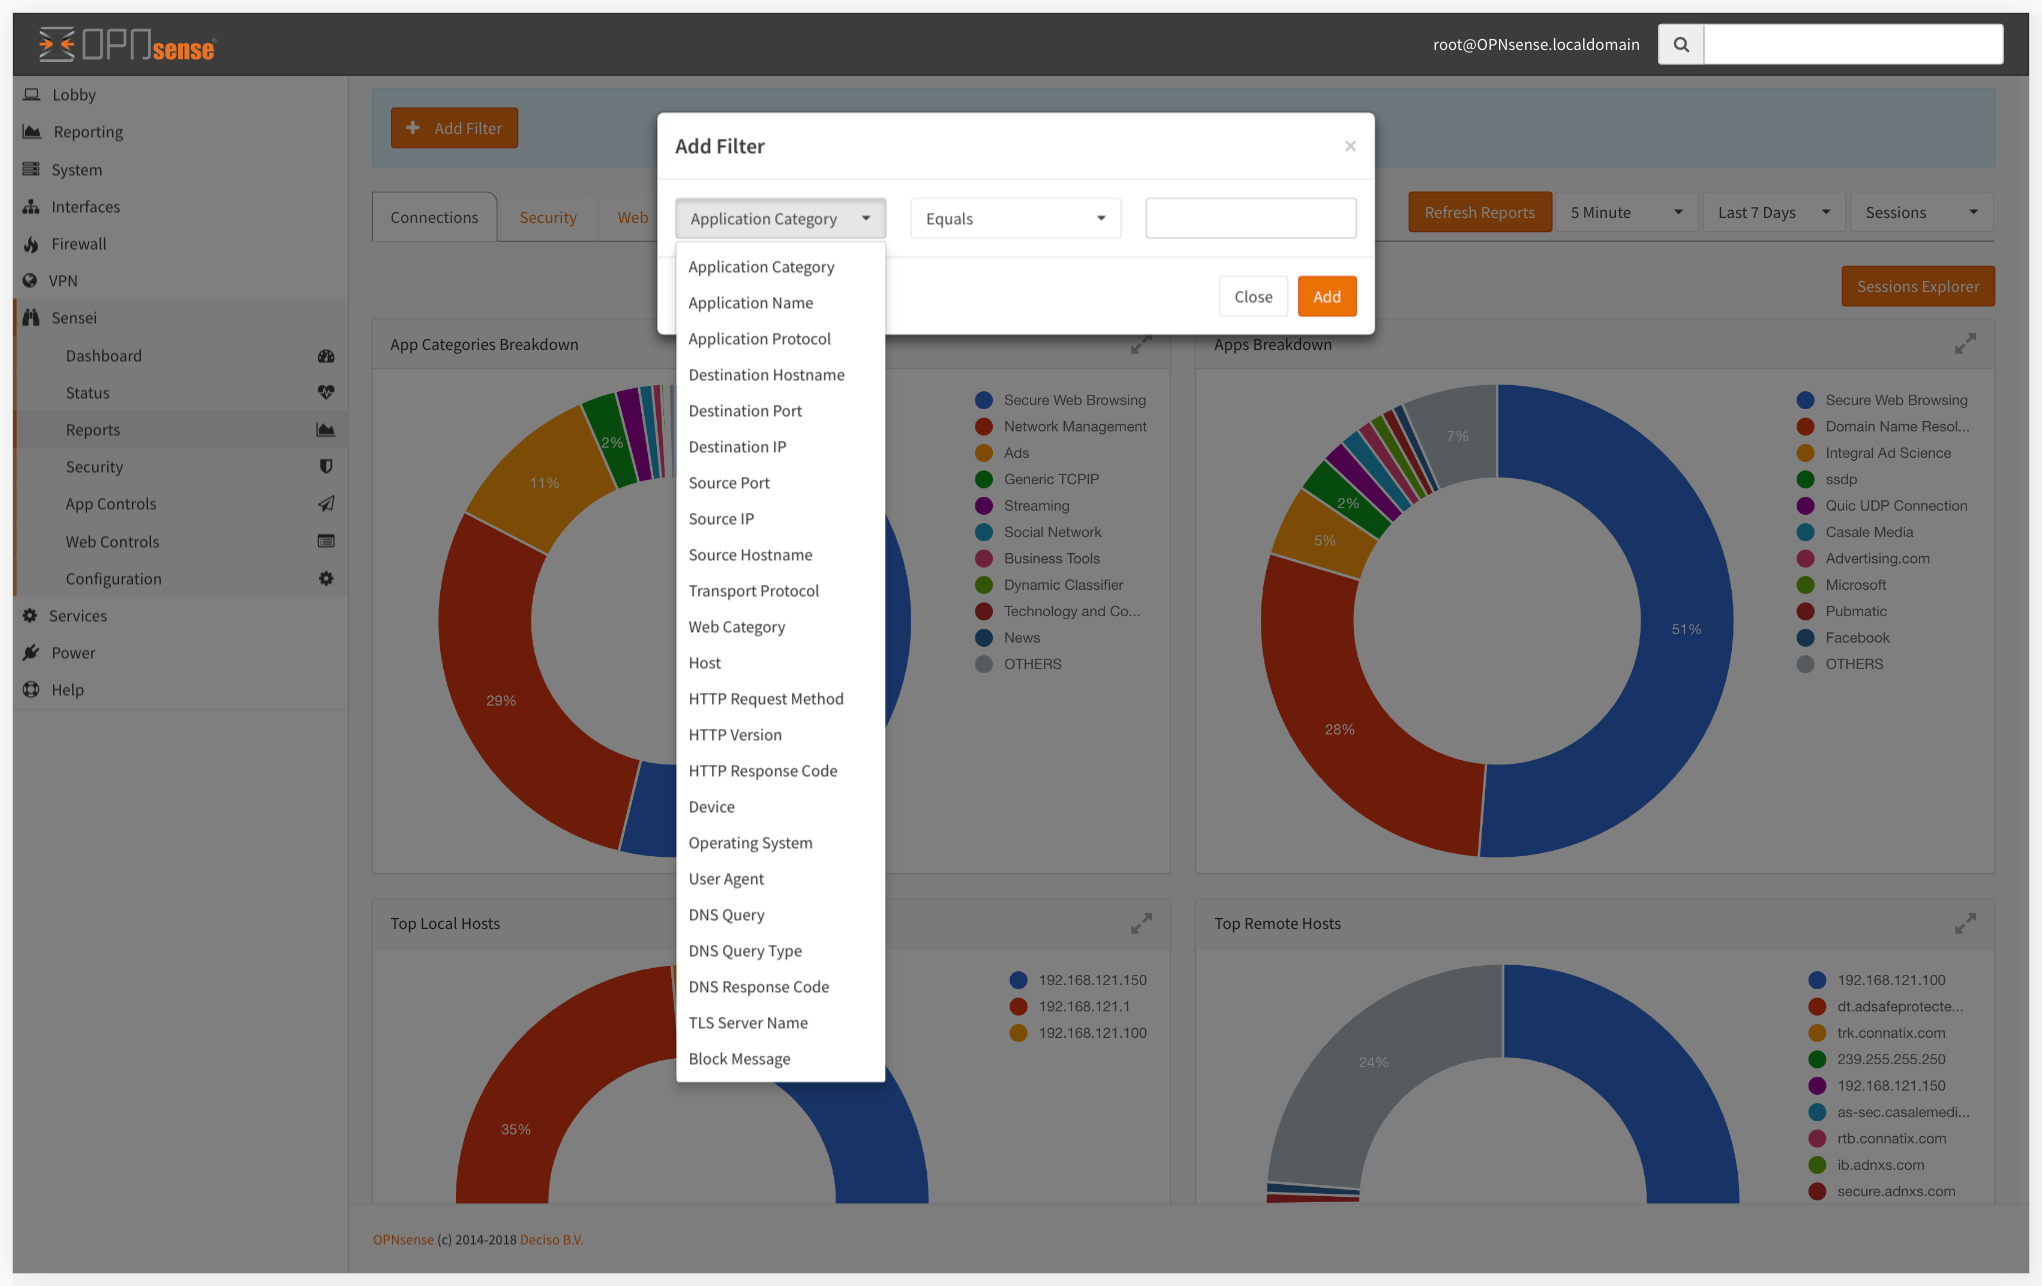 OPNsense
root@OPNsense.localdomain
Lobby
Reporting
System
Interfaces
Firewall
VPN
Sensei
Dashboard
Status
Reports
Security
App Controls
Web Controls
Configuration
Services
Power
Help
Add Filter
Connections
Security
Web
Refresh Reports
5 Minute
Last 7 Days
Sessions
Sessions Explorer
Add Filter
×
Application Category
Equals
Close
Add
Application Category
Application Name
Application Protocol
Destination Hostname
Destination Port
Destination IP
Source Port
Source IP
Source Hostname
Transport Protocol
Web Category
Host
HTTP Request Method
HTTP Version
HTTP Response Code
Device
Operating System
User Agent
DNS Query
DNS Query Type
DNS Response Code
TLS Server Name
Block Message
App Categories Breakdown
2%
11%
29%
Secure Web Browsing
Network Management
Ads
Generic TCPIP
Streaming
Social Network
Business Tools
Dynamic Classifier
Technology and Co...
News
OTHERS
Apps Breakdown
7%
2%
5%
51%
28%
Secure Web Browsing
Domain Name Resol...
Integral Ad Science
ssdp
Quic UDP Connection
Casale Media
Advertising.com
Microsoft
Pubmatic
Facebook
OTHERS
Top Local Hosts
35%
192.168.121.150
192.168.121.1
192.168.121.100
Top Remote Hosts
24%
192.168.121.100
dt.adsafeprotecte...
trk.connatix.com
239.255.255.250
192.168.121.150
as-sec.casalemedi...
rtb.connatix.com
ib.adnxs.com
secure.adnxs.com
OPNsense (c) 2014-2018 Deciso B.V.